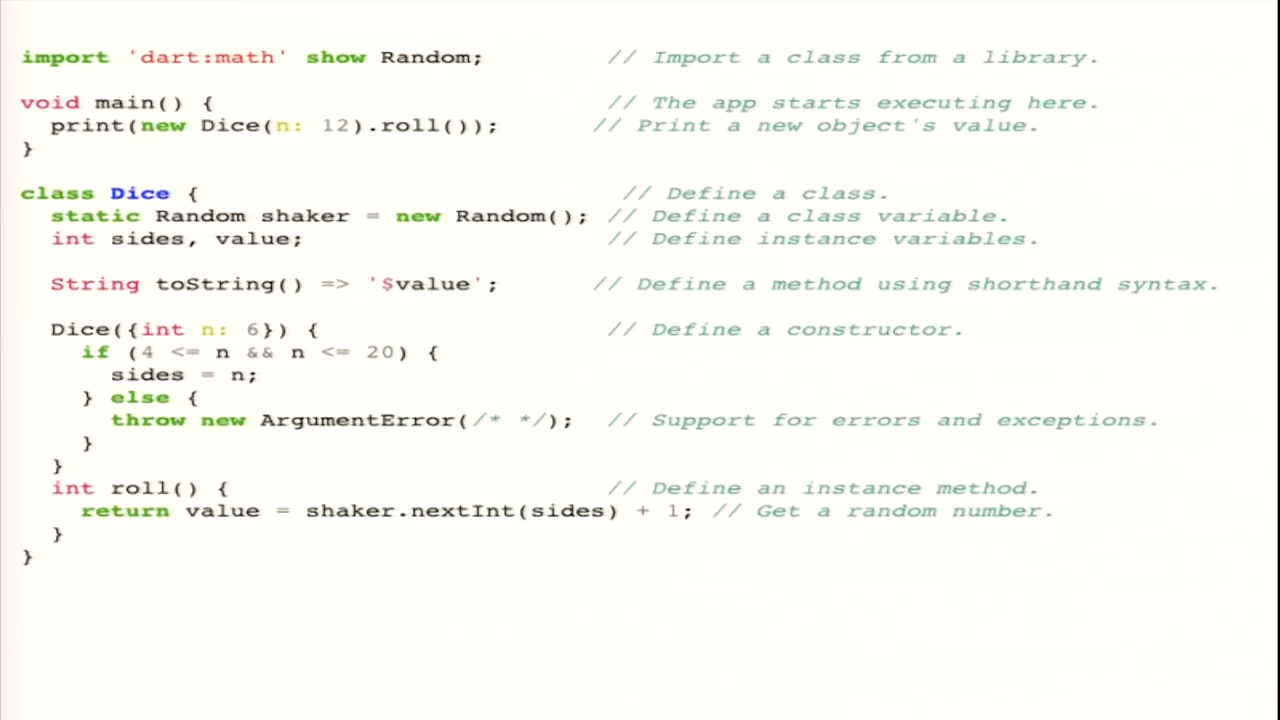 import 'dart:math' show Random;          // Import a class from a library.
void main() {                            // The app starts executing here.
  print(new Dice(n: 12).roll());       // Print a new object's value.
}
class Dice {                             // Define a class.
  static Random shaker = new Random(); // Define a class variable.
  int sides, value;                    // Define instance variables.
  String toString() => '$value';       // Define a method using shorthand syntax.
  Dice({int n: 6}) {                   // Define a constructor.
    if (4 <= n && n <= 20) {
      sides = n;
    } else {
      throw new ArgumentError(/* */);  // Support for errors and exceptions.
    }
  }
  int roll() {                         // Define an instance method.
    return value = shaker.nextInt(sides) + 1; // Get a random number.
  }
}